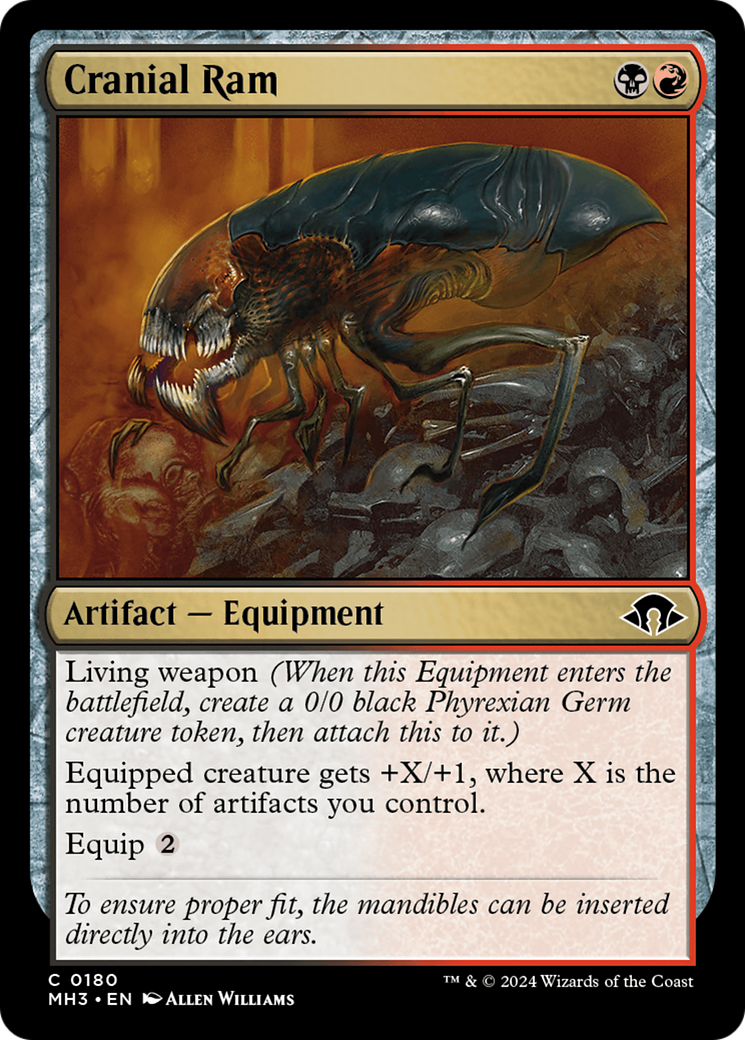 Cranial Ram
Artifact — Equipment
Living weapon (When this Equipment enters the
battlefield, create a 0/0 black Phyrexian Germ
creature token, then attach this to it.)
Equipped creature gets +X/+1, where X is the
number of artifacts you control.
Equip 2
To ensure proper fit, the mandibles can be inserted
directly into the ears.
C 0180
MH3 • EN Allen Williams
™ & © 2024 Wizards of the Coast